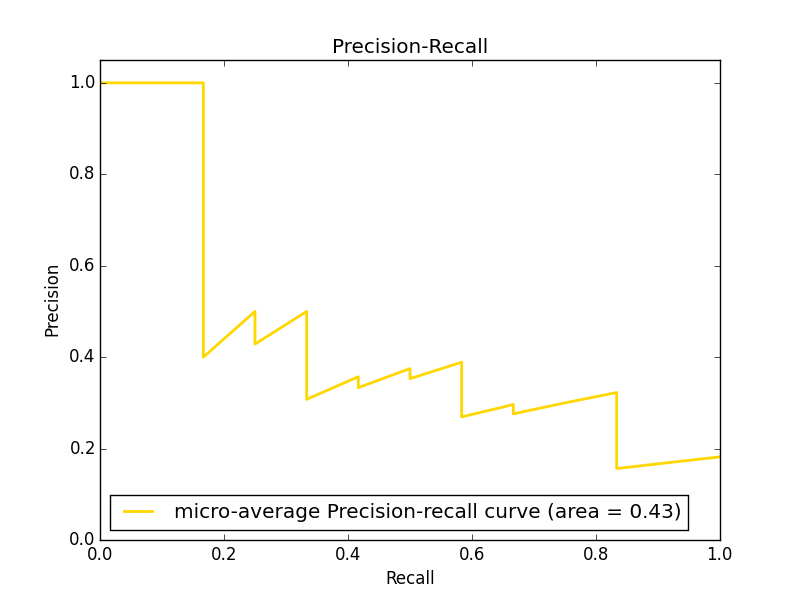 Precision-Recall
1.0
0.8
0.6
0.4
0.2
0.0
Precision
micro-average Precision-recall curve (area = 0.43)
0.0 0.2 0.4 0.6 0.8 1.0
Recall